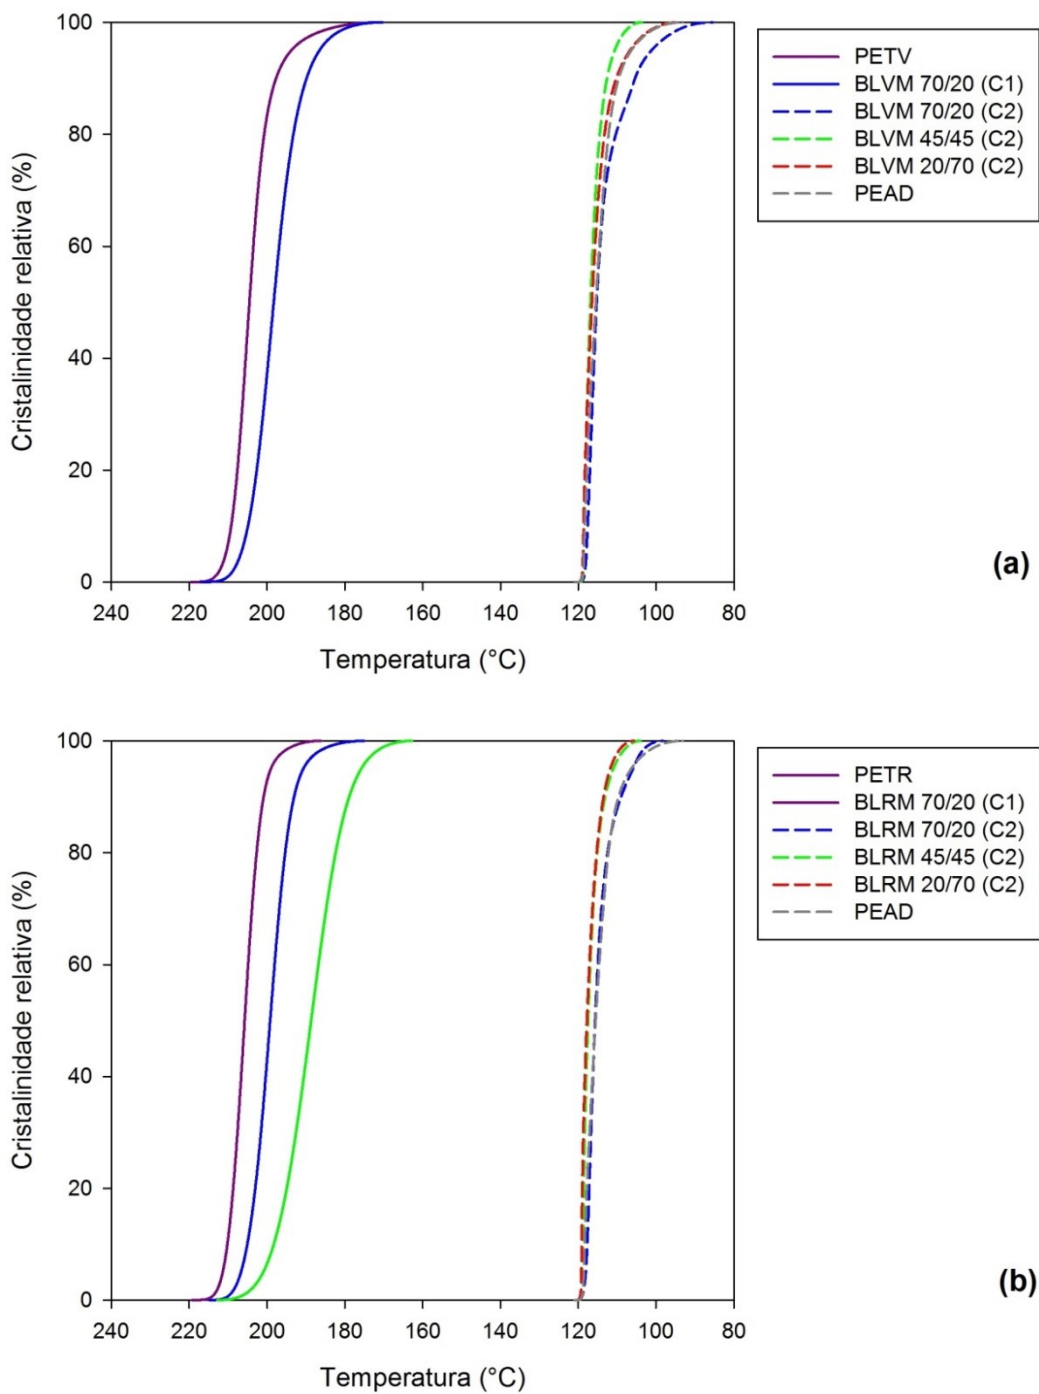 100
80
60
40
20
0
Cristalinidade relativa (%)
240 220 200 180 160 140 120 100 80
Temperatura (°C)
PETV
BLVM 70/20 (C1)
BLVM 70/20 (C2)
BLVM 45/45 (C2)
BLVM 20/70 (C2)
PEAD
(a)
100
80
60
40
20
0
Cristalinidade relativa (%)
240 220 200 180 160 140 120 100 80
Temperatura (°C)
PETR
BLRM 70/20 (C1)
BLRM 70/20 (C2)
BLRM 45/45 (C2)
BLRM 20/70 (C2)
PEAD
(b)